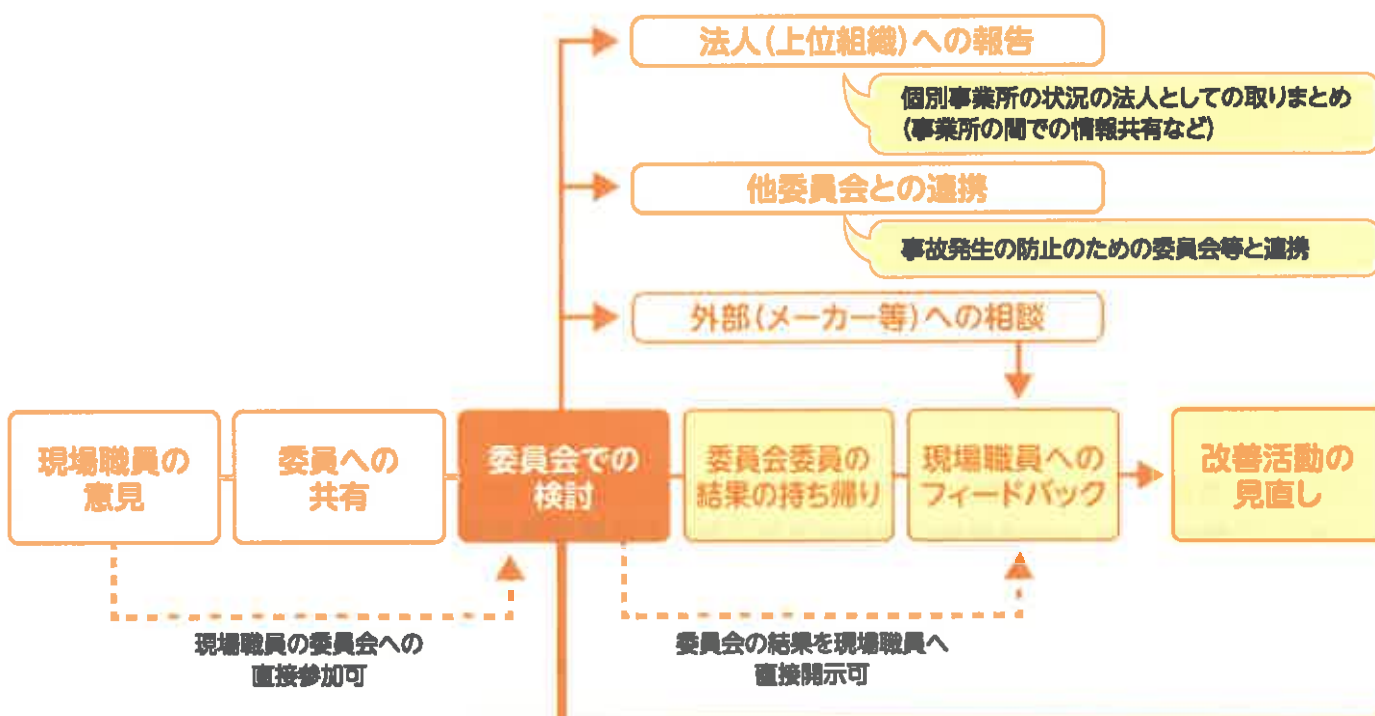 法人(上位組織)への報告
個別事業所の状況の法人としての取りまとめ
(事業所の間での情報共有など)
他委員会との連携
事故発生の防止のための委員会等と連携
外部(メーカー等)への相談
現場職員の
意見
委員への
共有
委員会での
検討
委員会委員の
結果の持ち帰り
現場職員への
フィードバック
改善活動の
見直し
現場職員の委員会への
直接参加可
委員会の結果を現場職員へ
直接開示可